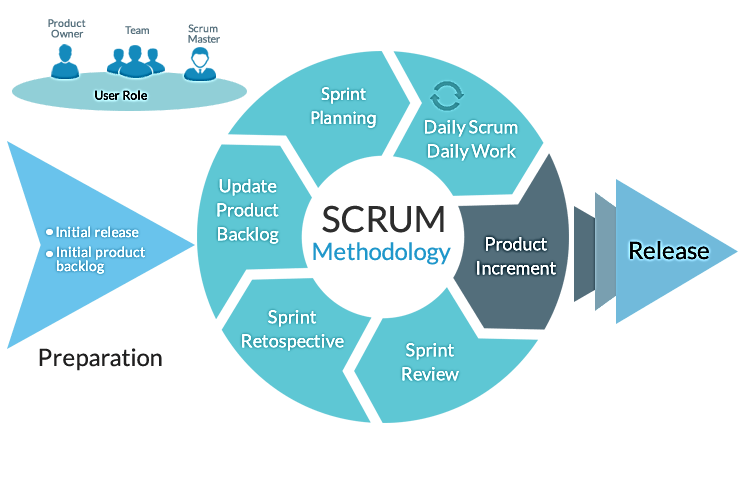 Product
Owner
Team
Scrum
Master
User Role
Initial release
Initial product
backlog
Preparation
Sprint
Planning
Daily Scrum
Daily Work
Update
Product
Backlog
SCRUM
Methodology
Product
Increment
Sprint
Retospective
Sprint
Review
Release